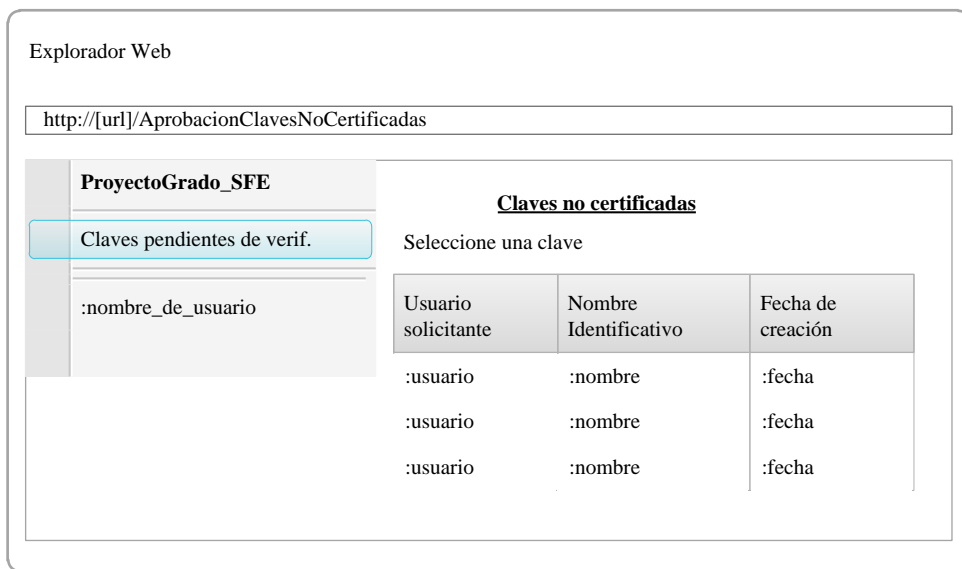 Explorador Web
http://[url]/AprobacionClavesNoCertificadas
ProyectoGrado_SFE
Claves pendientes de verif.
:nombre_de_usuario
Claves no certificadas
Seleccione una clave
Usuario solicitante Nombre Identificativo Fecha de creación
:usuario :nombre :fecha
:usuario :nombre :fecha
:usuario :nombre :fecha